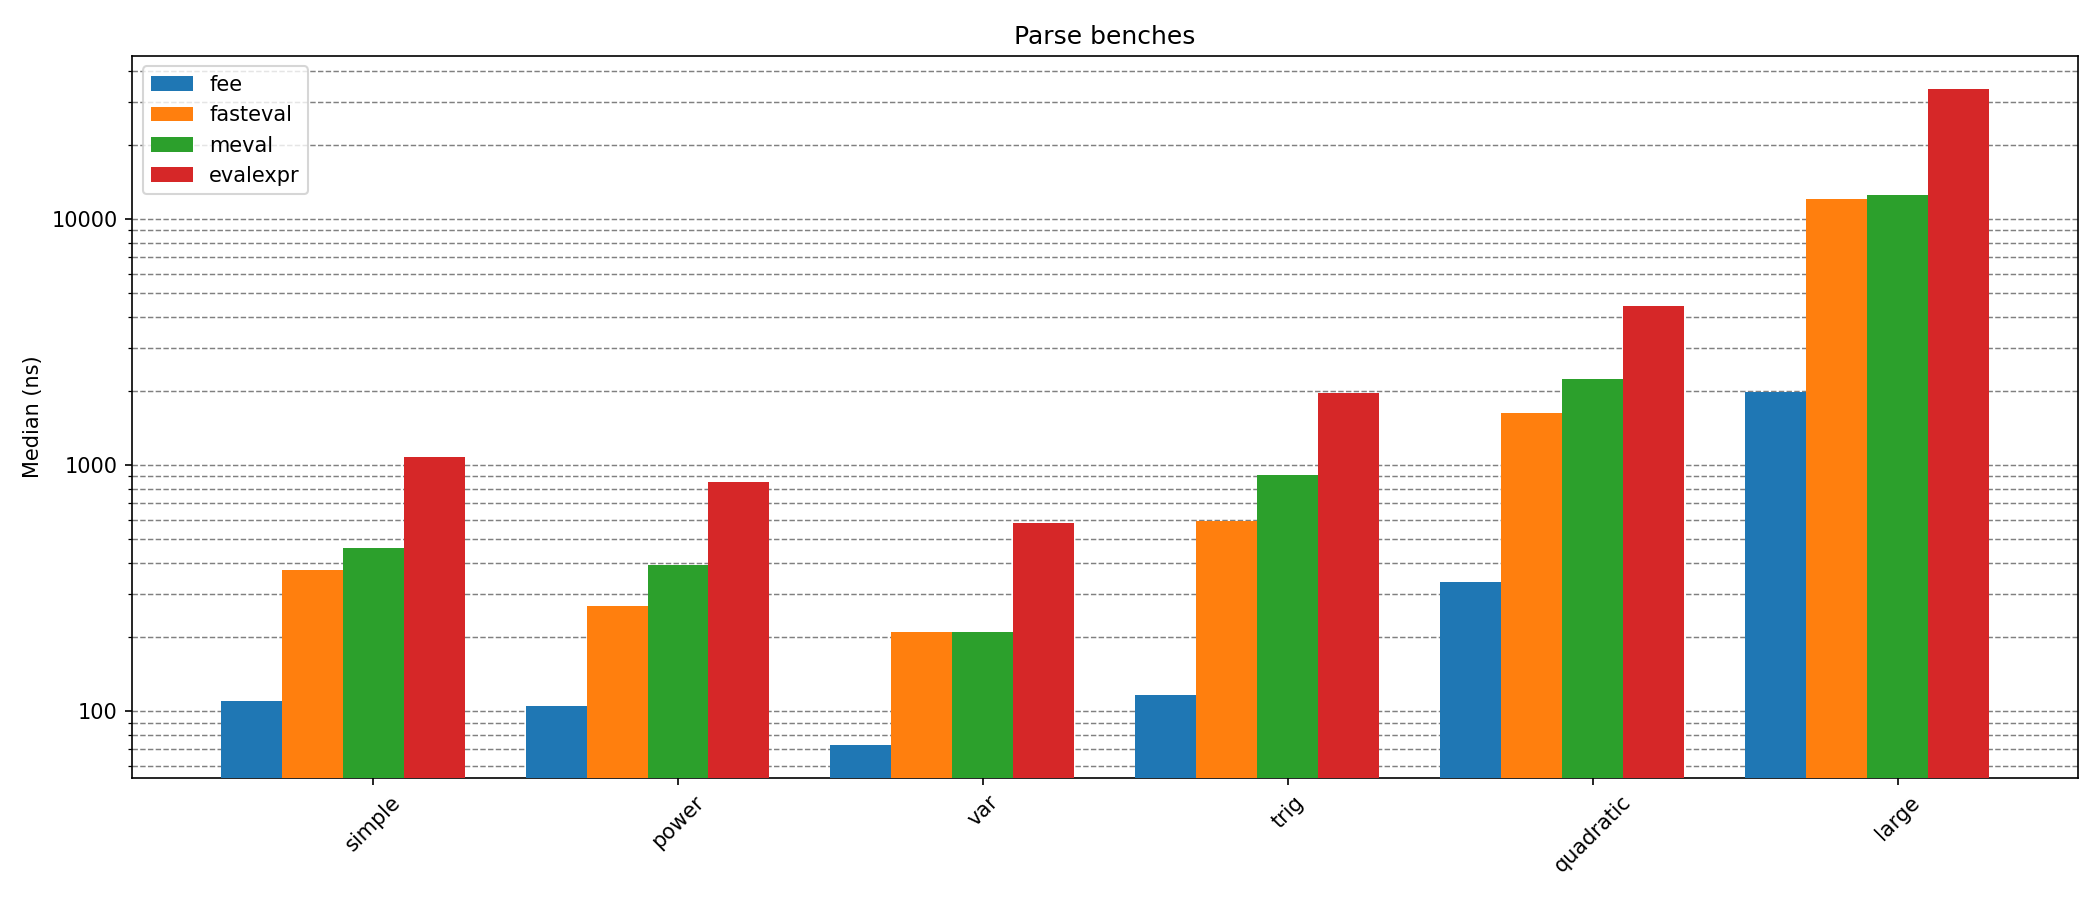 Parse benches
fee
fasteval
meval
evalexpr
Median (ns)
10000
1000
100
simple
power
var
trig
quadratic
large